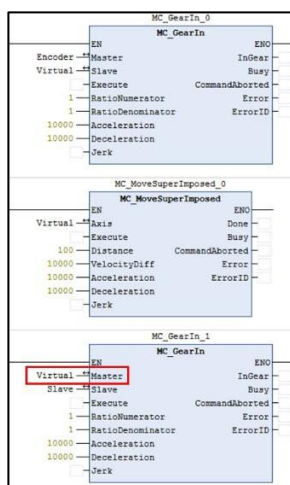 MC_GearIn_0
MC_GearIn
EN ENO
Encoder Master InGear
Virtual Slave Busy
Execute CommandAborted
1 RatioNumerator Error
1 RatioDenominator ErrorID
10000 Acceleration
10000 Deceleration
Jerk
MC_MoveSuperImposed_0
MC_MoveSuperImposed
EN ENO
Virtual Axis Done
Execute Busy
100 Distance CommandAborted
10000 VelocityDiff Error
10000 Acceleration ErrorID
10000 Deceleration
Jerk
MC_GearIn_1
MC_GearIn
EN ENO
Virtual Master InGear
Slave Slave Busy
Execute CommandAborted
1 RatioNumerator Error
1 RatioDenominator ErrorID
10000 Acceleration
10000 Deceleration
Jerk